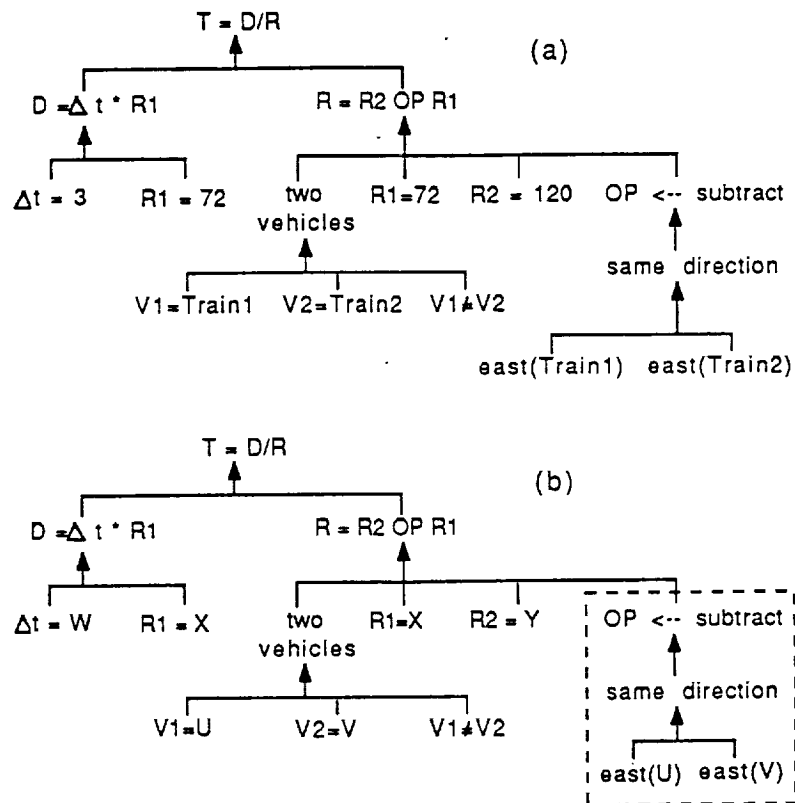 T = D/R
(a)
D = Δ t * R1 R = R2 OP R1
Δt = 3 R1 = 72 two R1=72 R2 = 120 OP <-- subtract
vehicles
same direction
V1=Train1 V2=Train2 V1≠V2
east(Train1) east(Train2)
T = D/R
(b)
D = Δ t * R1 R = R2 OP R1
Δt = W R1 = X two R1=X R2 = Y OP <-- subtract
vehicles
same direction
V1=U V2=V V1≠V2
east(U) east(V)